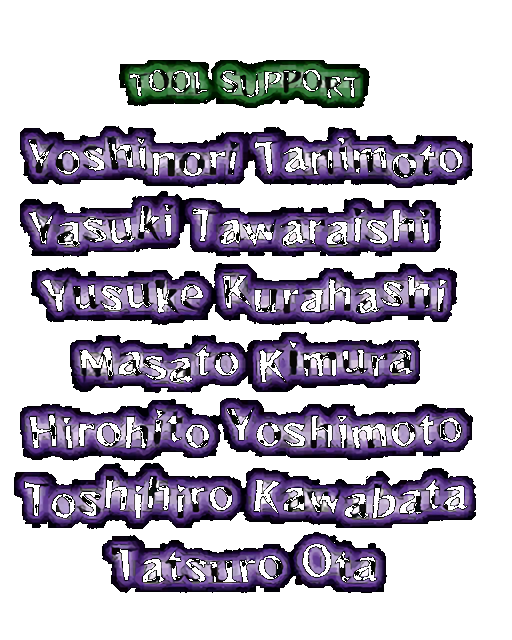 TOOL SUPPORT
Yoshinori Tanimoto
Yasuki Tawaraishi
Yusuke Kurahashi
Masato Kimura
Hirohito Yoshimoto
Toshihiro Kawabata
Tatsuro Ota